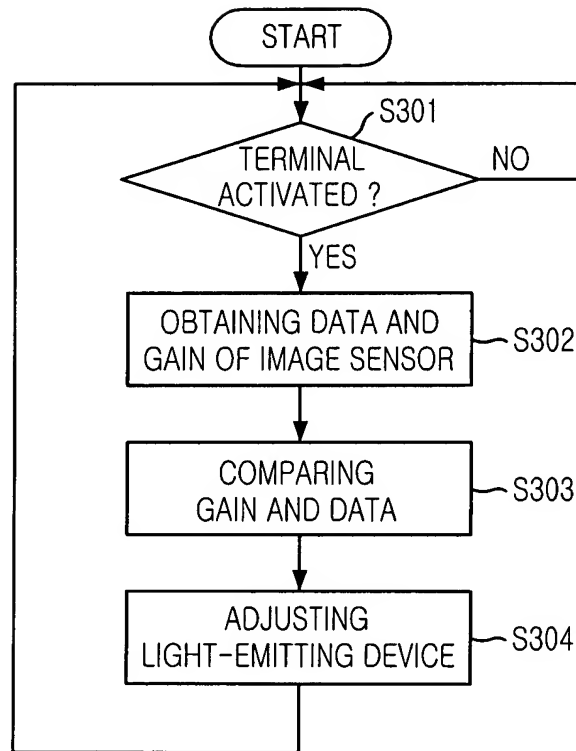 START
S301
TERMINAL
ACTIVATED ?
NO
YES
OBTAINING DATA AND
GAIN OF IMAGE SENSOR
S302
COMPARING
GAIN AND DATA
S303
ADJUSTING
LIGHT-EMITTING DEVICE
S304